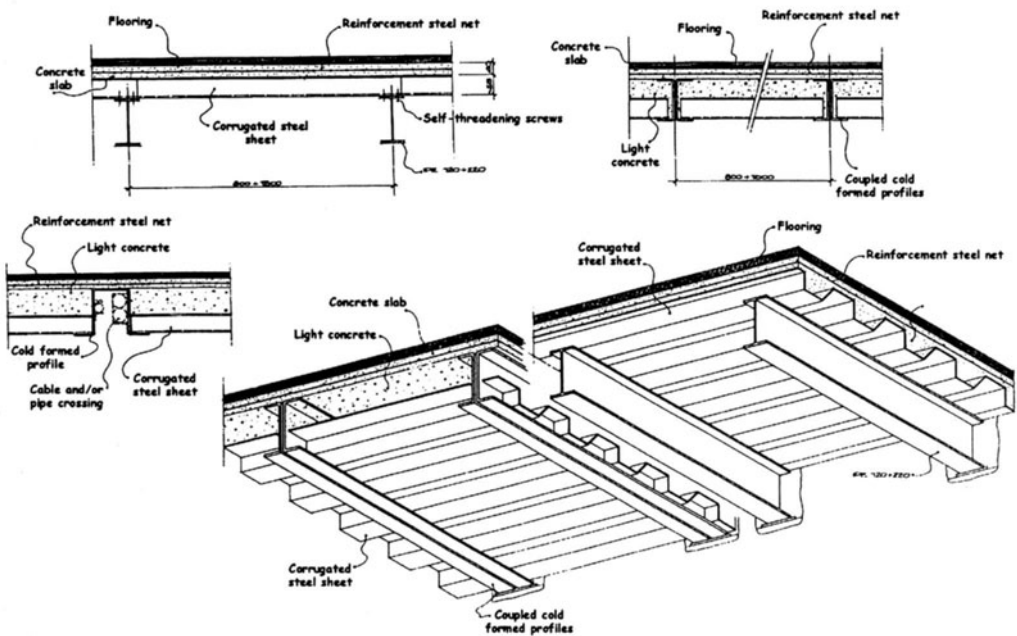 Flooring
Reinforcement steel net
Concrete
slab
Corrugated steel
sheet
Self-threadening screws
Flooring
Reinforcement steel net
Concrete
slab
Light
concrete
Coupled cold
formed profiles
Reinforcement steel net
Light concrete
Cold formed
profile
Cable and/or
pipe crossing
Corrugated
steel sheet
Concrete slab
Light concrete
Corrugated
steel sheet
Flooring
Reinforcement steel net
Corrugated
steel sheet
Coupled cold
formed profiles